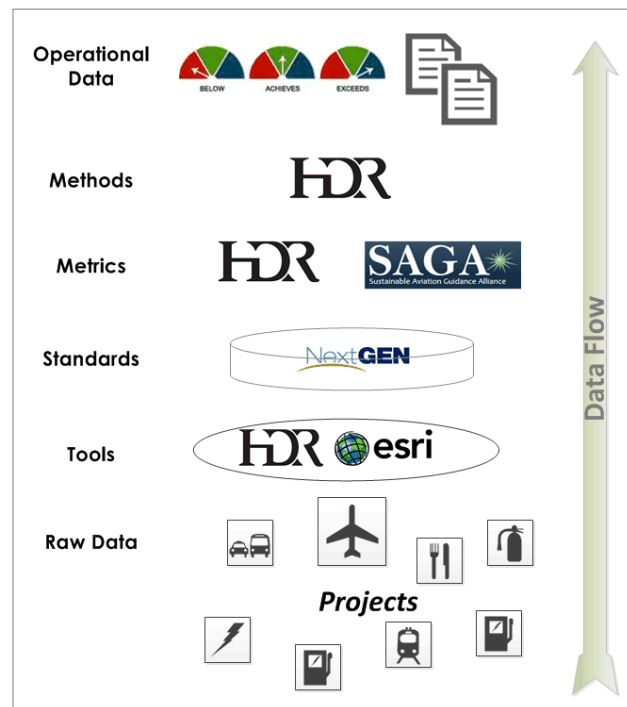 Operational
Data
BELOW
ACHIEVES
EXCEEDS
Methods
HDR
Metrics
HDR
SAGA
Sustainable Aviation Guidance Alliance
Standards
NextGEN
Tools
HDR
esri
Raw Data
Projects
Data Flow